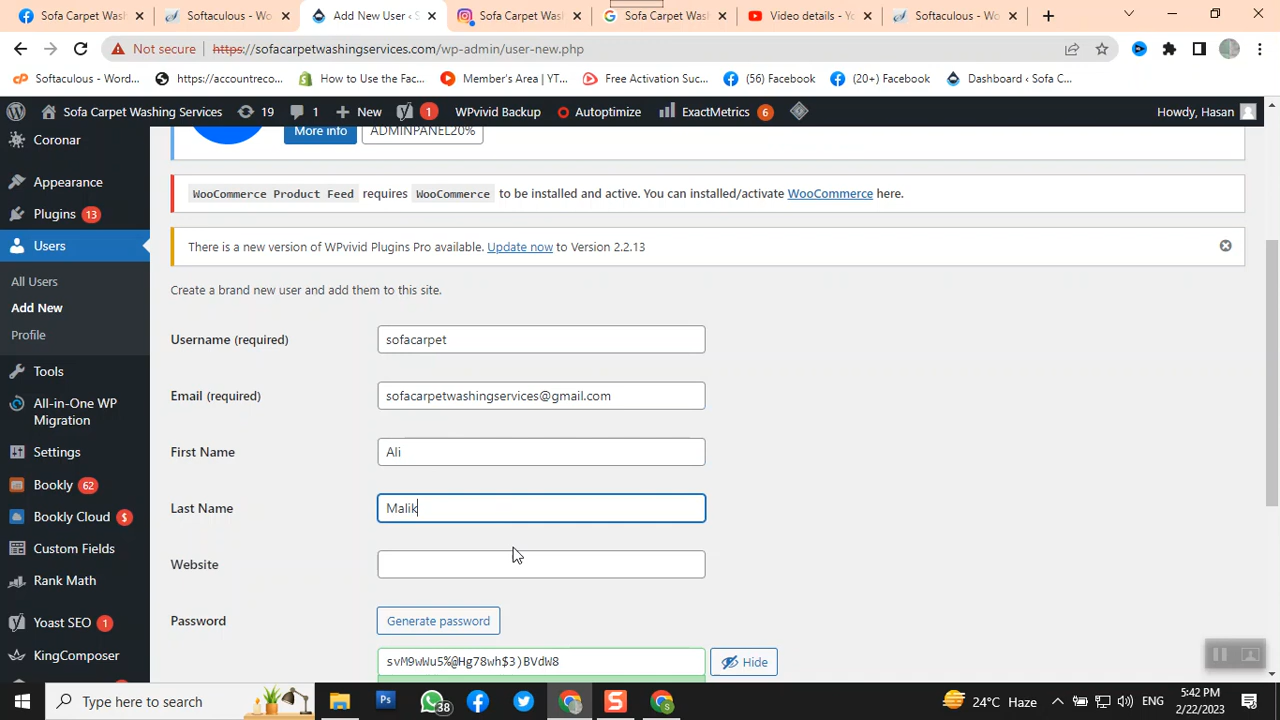 Sofa Carpet Wash
Softaculous - Wo
Add New User ‹ S
Sofa Carpet Wash
Sofa Carpet Wash
Video details - Yo
Softaculous - Wo
Not secure
https://sofacarpetwashingservices.com/wp-admin/user-new.php
Softaculous - Word...
https://accountreco...
How to Use the Fac...
Member's Area | YT...
Free Activation Suc...
(56) Facebook
(20+) Facebook
Dashboard ‹ Sofa C...
Sofa Carpet Washing Services
19
1
New
1
WPvivid Backup
Autoptimize
ExactMetrics 6
Howdy, Hasan
Coronar
More info
ADMINPANEL20%
Appearance
WooCommerce Product Feed requires WooCommerce to be installed and active. You can installed/activate WooCommerce here.
Plugins 13
Users
There is a new version of WPvivid Plugins Pro available. Update now to Version 2.2.13
All Users
Create a brand new user and add them to this site.
Add New
Profile
Username (required)
sofacarpet
Tools
All-in-One WP
Migration
Email (required)
sofacarpetwashingservices@gmail.com
Settings
First Name
Ali
Bookly 62
Last Name
Malik
Bookly Cloud $
Custom Fields
Website
Rank Math
Yoast SEO 1
Password
Generate password
KingComposer
svM9wWu5%@Hg78wh$3)BVdW8
Hide
Type here to search
Ps
38
S
S
24°C Haze
ENG
5:42 PM
2/22/2023